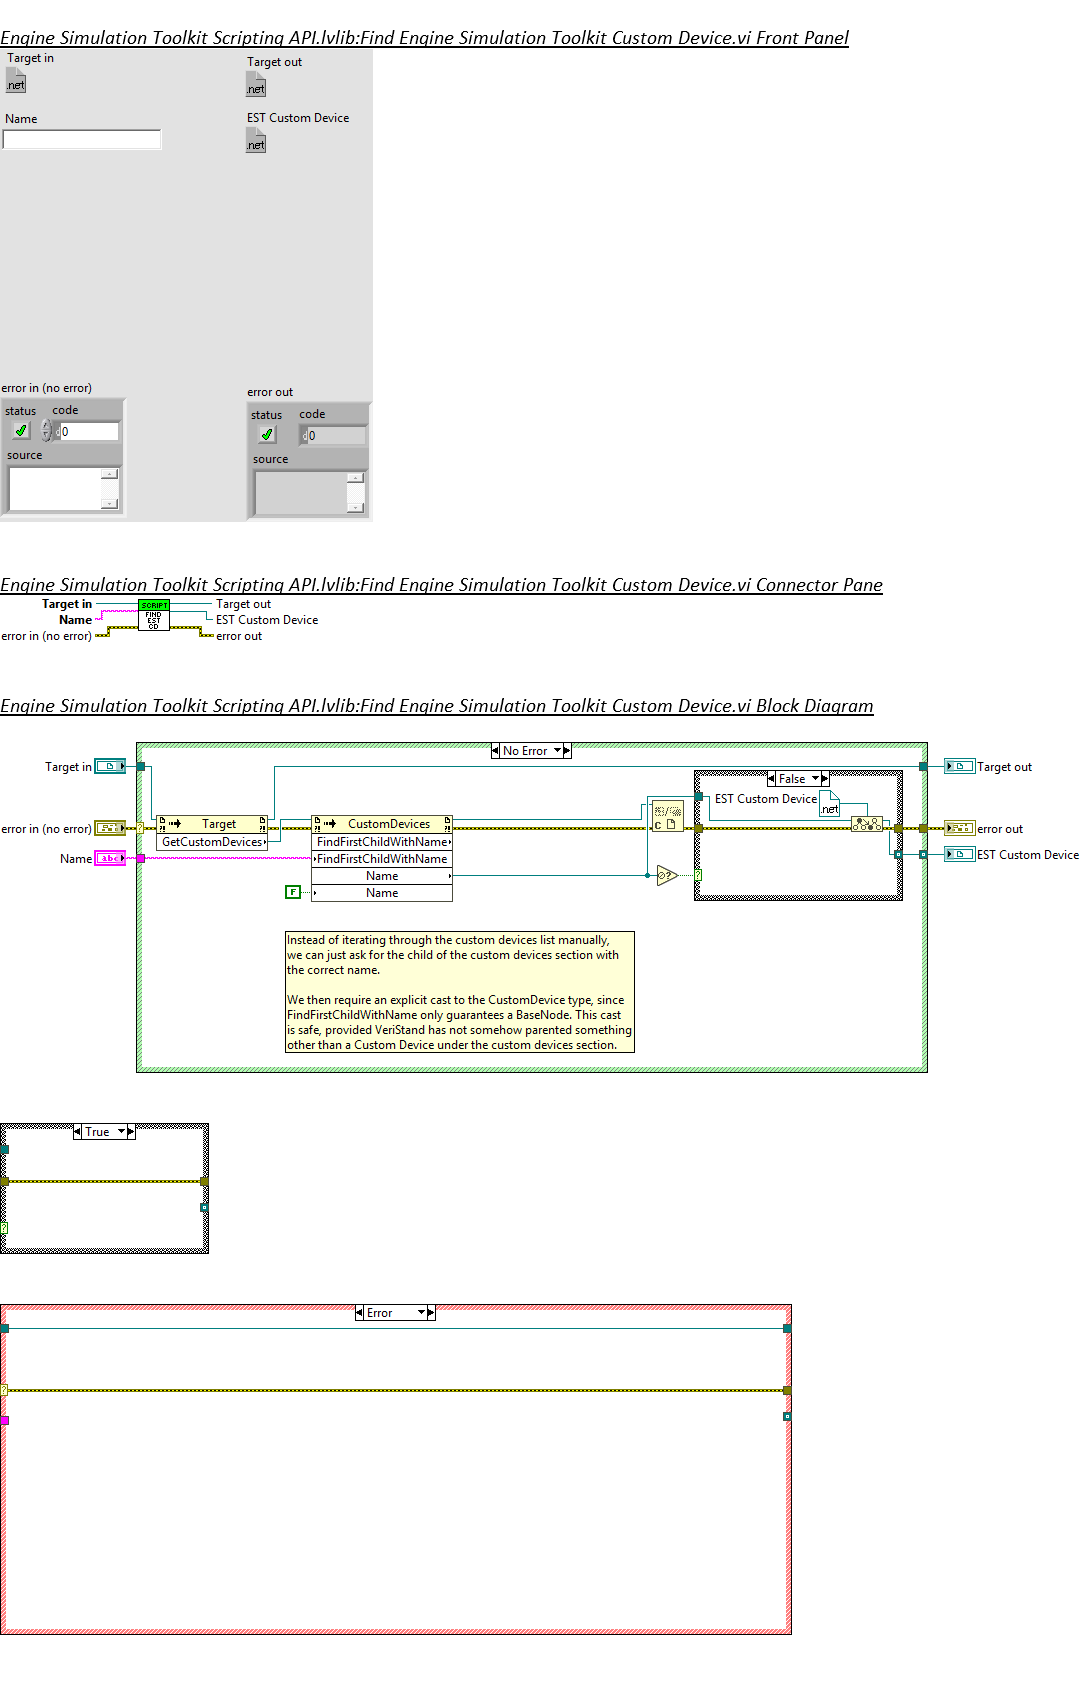 Engine Simulation Toolkit Scripting API.lvlib:Find Engine Simulation Toolkit Custom Device.vi Front Panel
Target in
Target out
.net
.net
Name
EST Custom Device
.net
error in (no error)
error out
status code
status code
0
0
source
source
Engine Simulation Toolkit Scripting API.lvlib:Find Engine Simulation Toolkit Custom Device.vi Connector Pane
Target in
SCRIPT
Target out
Name
FIND
EST
CD
EST Custom Device
error in (no error)
error out
Engine Simulation Toolkit Scripting API.lvlib:Find Engine Simulation Toolkit Custom Device.vi Block Diagram
No Error
Target in
Target out
False
EST Custom Device
.net
error in (no error)
Target
CustomDevices
error out
GetCustomDevices
FindFirstChildWithName
Name
abc
FindFirstChildWithName
EST Custom Device
Name
F
Name
Instead of iterating through the custom devices list manually,
we can just ask for the child of the custom devices section with
the correct name.
We then require an explicit cast to the CustomDevice type, since
FindFirstChildWithName only guarantees a BaseNode. This cast
is safe, provided VeriStand has not somehow parented something
other than a Custom Device under the custom devices section.
True
Error